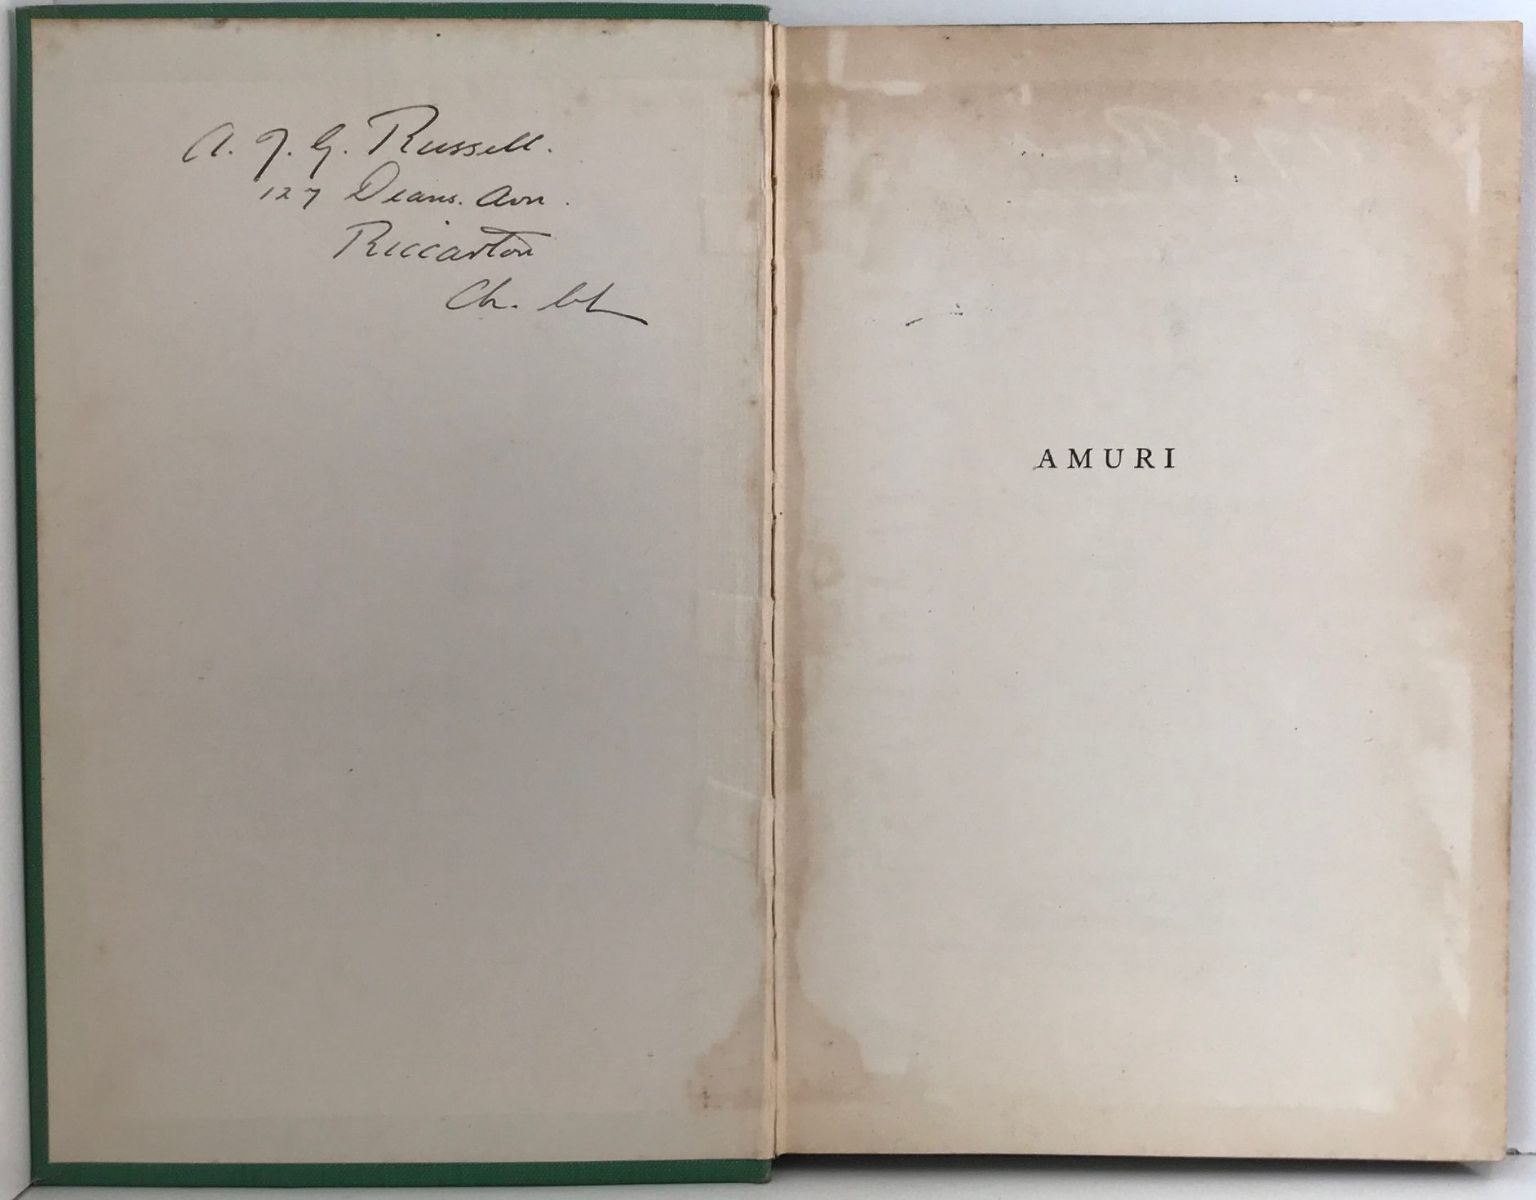 A. J. G. Russell.
127 Deans. Ave.
Riccarton
Ch. Ch
AMURI